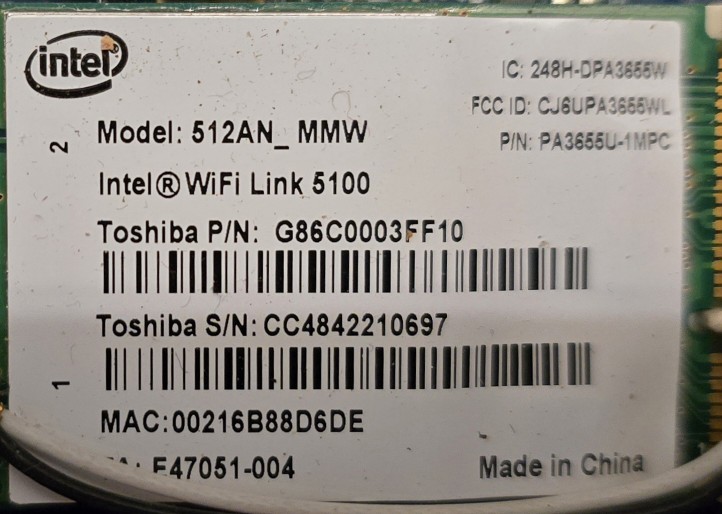 intel
IC: 248H-DPA3655W
FCC ID: CJ6UPA3655WL
P/N: PA3655U-1MPC
2
Model: 512AN_ MMW
Intel® WiFi Link 5100
Toshiba P/N: G86C0003FF10
Toshiba S/N: CC4842210697
1
MAC:00216B88D6DE
E47051-004
Made in China